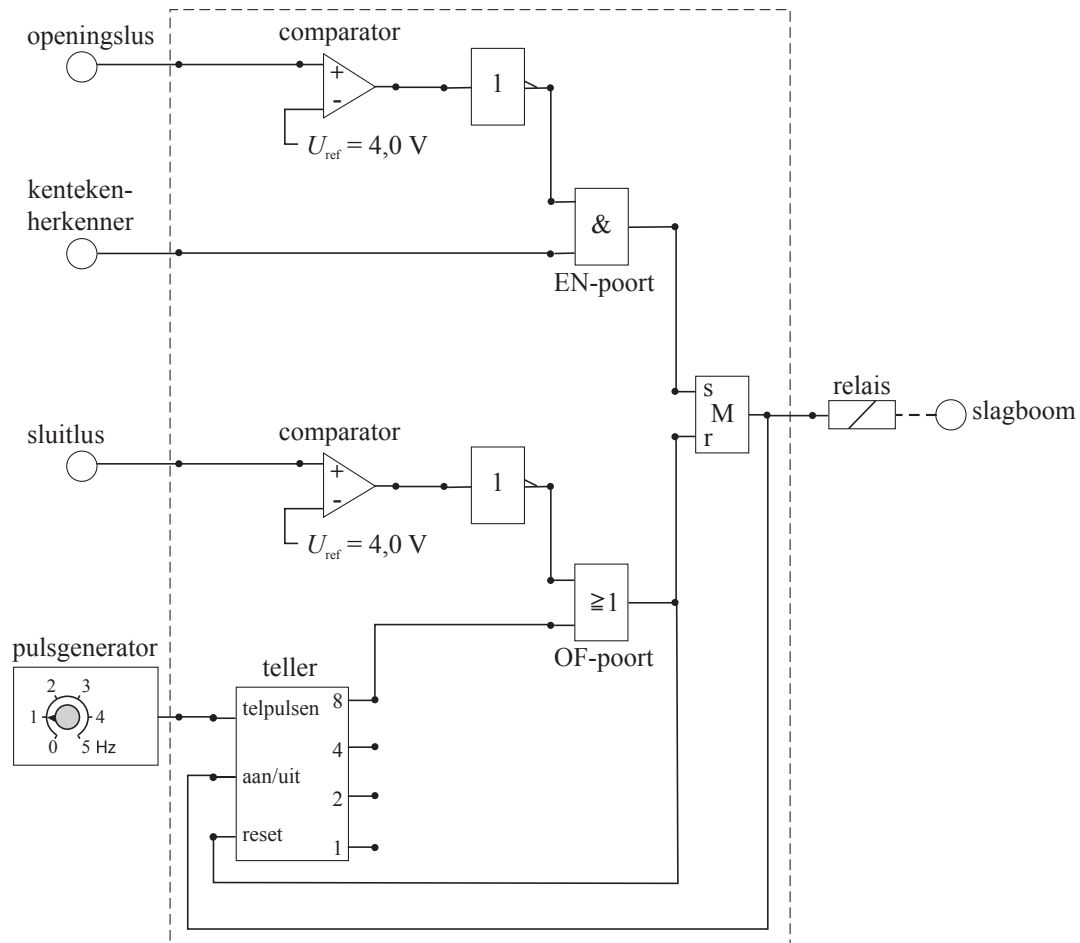 openingslus
comparator
+
-
1
U_ref = 4,0 V
kenteken-
herkenner
&
EN-poort
s
M
r
relais
slagboom
sluitlus
comparator
+
-
1
U_ref = 4,0 V
≧1
OF-poort
pulsgenerator
0 1 2 3 4 5 Hz
teller
telpulsen 8
4
aan/uit
2
reset
1